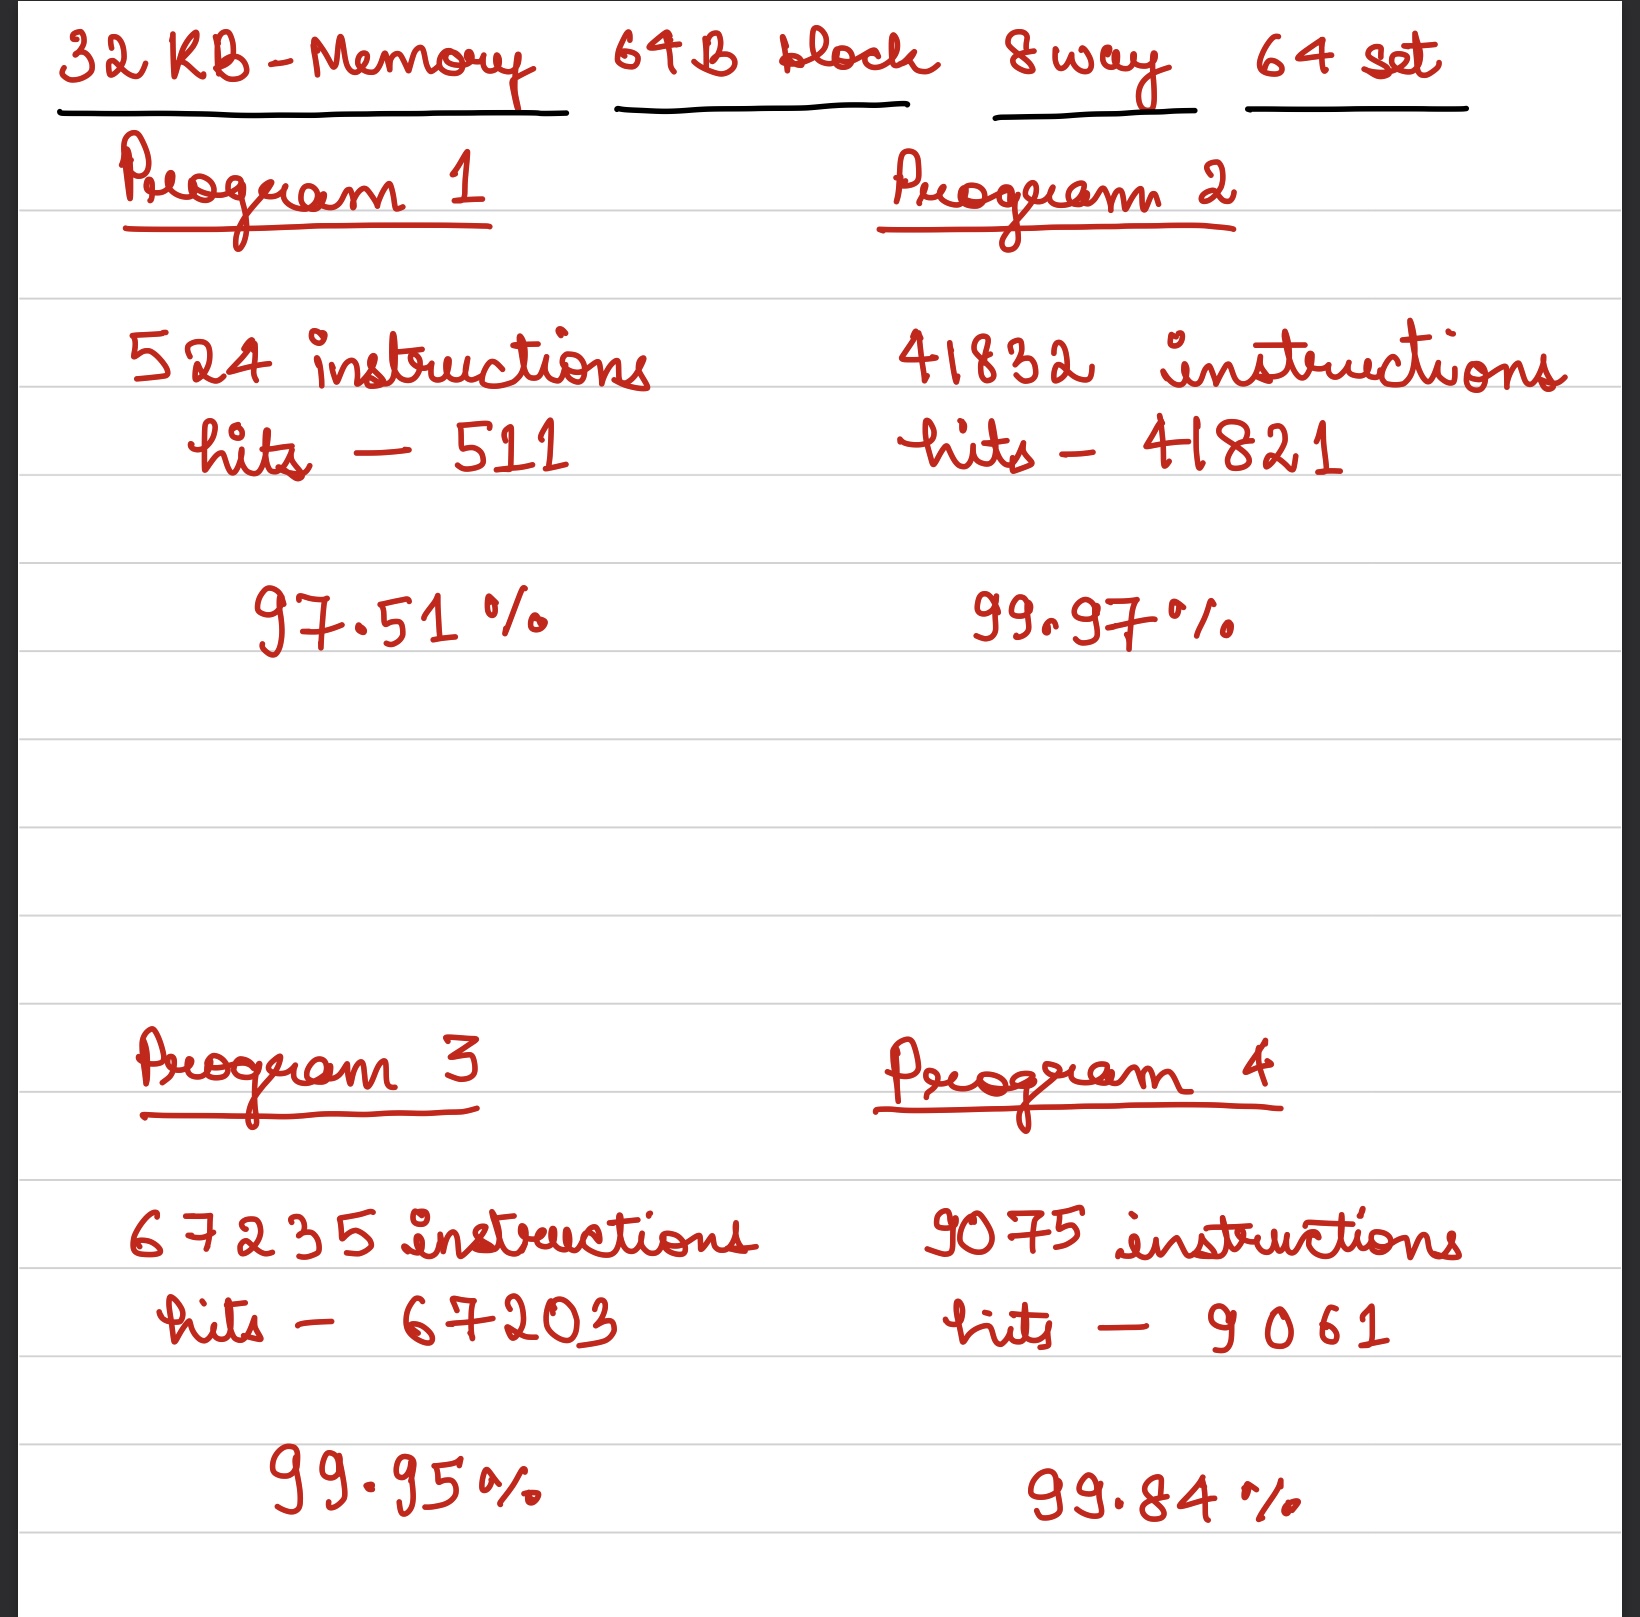 32 KB - Memory 64B block 8 way 64 set
Program 1
524 instructions
hits - 511
97.51 %
Program 2
41832 instructions
hits - 41821
99.97 %
Program 3
67235 instructions
hits - 67203
99.95 %
Program 4
9075 instructions
hits - 9061
99.84 %